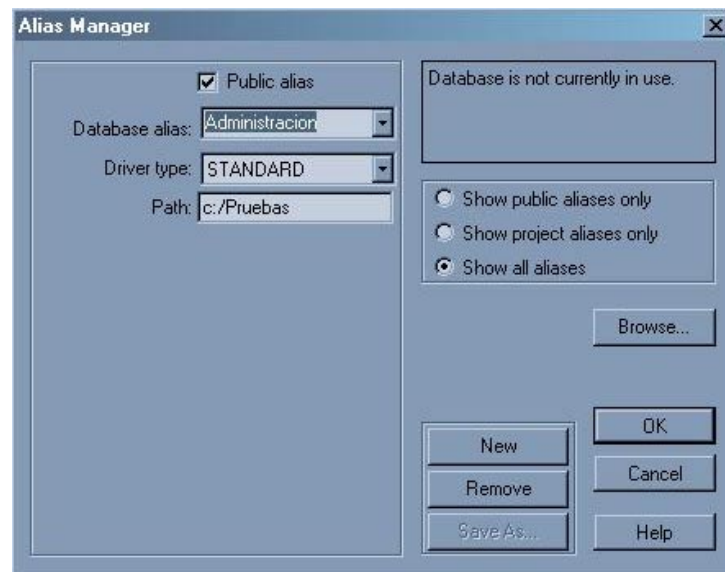 Alias Manager
Public alias
Database alias: Administracion
Driver type: STANDARD
Path: c:/Pruebas
Database is not currently in use.
Show public aliases only
Show project aliases only
Show all aliases
Browse...
New
Remove
Save As...
OK
Cancel
Help